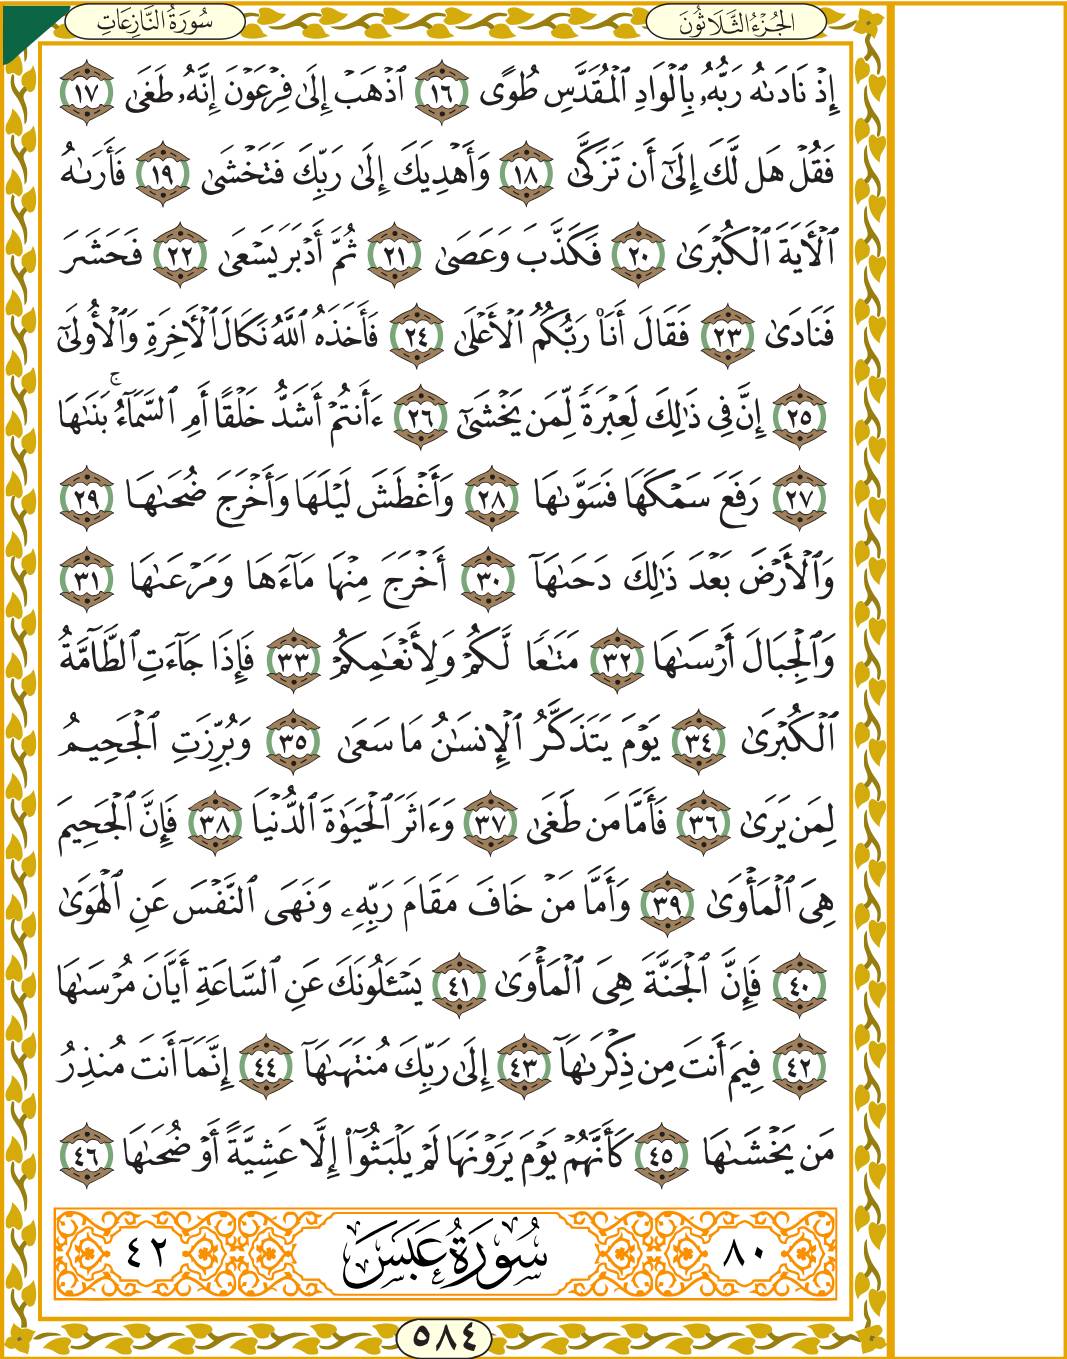 الجُزْءُ الثَّلَاثُونَ سُورَةُ النَّازِعَاتِ
إِذْ نَادَىٰهُ رَبُّهُۥ بِٱلْوَادِ ٱلْمُقَدَّسِ طُوًى ١٦ ٱذْهَبْ إِلَىٰ فِرْعَوْنَ إِنَّهُۥ طَغَىٰ ١٧
فَقُلْ هَل لَّكَ إِلَىٰٓ أَن تَزَكَّىٰ ١٨ وَأَهْدِيَكَ إِلَىٰ رَبِّكَ فَتَخْشَىٰ ١٩ فَأَرَىٰهُ
ٱلْأٓيَةَ ٱلْكُبْرَىٰ ٢٠ فَكَذَّبَ وَعَصَىٰ ٢١ ثُمَّ أَدْبَرَ يَسْعَىٰ ٢٢ فَحَشَرَ
فَنَادَىٰ ٢٣ فَقَالَ أَنَا۠ رَبُّكُمُ ٱلْأَعْلَىٰ ٢٤ فَأَخَذَهُ ٱللَّهُ نَكَالَ ٱلْأٓخِرَةِ وَٱلْأُولَىٰٓ
٢٥ إِنَّ فِى ذَٰلِكَ لَعِبْرَةً لِّمَن يَخْشَىٰٓ ٢٦ ءَأَنتُمْ أَشَدُّ خَلْقًا أَمِ ٱلسَّمَآءُ ۚ بَنَىٰهَا
٢٧ رَفَعَ سَمْكَهَا فَسَوَّىٰهَا ٢٨ وَأَغْطَشَ لَيْلَهَا وَأَخْرَجَ ضُحَىٰهَا ٢٩
وَٱلْأَرْضَ بَعْدَ ذَٰلِكَ دَحَىٰهَآ ٣٠ أَخْرَجَ مِنْهَا مَآءَهَا وَمَرْعَىٰهَا ٣١
وَٱلْجِبَالَ أَرْسَىٰهَا ٣٢ مَتَٰعًا لَّكُمْ وَلِأَنْعَٰمِكُمْ ٣٣ فَإِذَا جَآءَتِ ٱلطَّآمَّةُ
ٱلْكُبْرَىٰ ٣٤ يَوْمَ يَتَذَكَّرُ ٱلْإِنسَٰنُ مَا سَعَىٰ ٣٥ وَبُرِّزَتِ ٱلْجَحِيمُ
لِمَن يَرَىٰ ٣٦ فَأَمَّا مَن طَغَىٰ ٣٧ وَءَاثَرَ ٱلْحَيَوٰةَ ٱلدُّنْيَا ٣٨ فَإِنَّ ٱلْجَحِيمَ
هِىَ ٱلْمَأْوَىٰ ٣٩ وَأَمَّا مَنْ خَافَ مَقَامَ رَبِّهِۦ وَنَهَى ٱلنَّفْسَ عَنِ ٱلْهَوَىٰ
٤٠ فَإِنَّ ٱلْجَنَّةَ هِىَ ٱلْمَأْوَىٰ ٤١ يَسْـَٔلُونَكَ عَنِ ٱلسَّاعَةِ أَيَّانَ مُرْسَىٰهَا
٤٢ فِيمَ أَنتَ مِن ذِكْرَىٰهَآ ٤٣ إِلَىٰ رَبِّكَ مُنتَهَىٰهَآ ٤٤ إِنَّمَآ أَنتَ مُنذِرُ
مَن يَخْشَىٰهَا ٤٥ كَأَنَّهُمْ يَوْمَ يَرَوْنَهَا لَمْ يَلْبَثُوٓا۟ إِلَّا عَشِيَّةً أَوْ ضُحَىٰهَا ٤٦
٨٠ سُورَةُ عَبَسَ ٤٢
٥٨٤